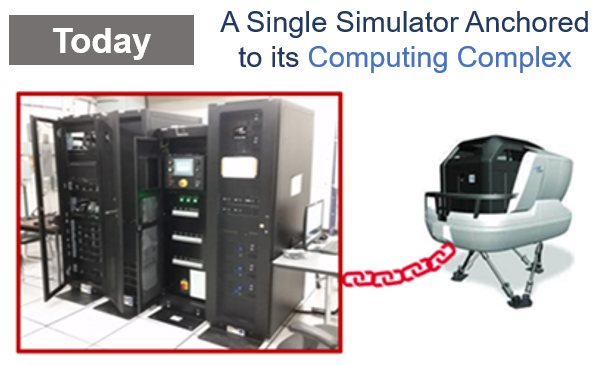 Today
A Single Simulator Anchored
to its Computing Complex